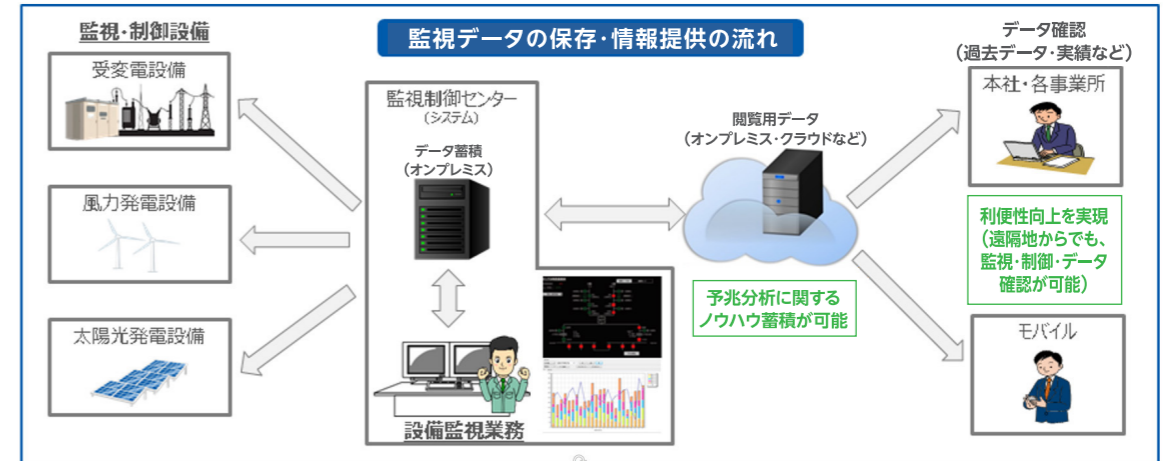 監視データの保存・情報提供の流れ
監視・制御設備
受変電設備
風力発電設備
太陽光発電設備
監視制御センター
(システム)
データ蓄積
(オンプレミス)
設備監視業務
閲覧用データ
(オンプレミス・クラウドなど)
予兆分析に関する
ノウハウ蓄積が可能
データ確認
(過去データ・実績など)
本社・各事業所
利便性向上を実現
(遠隔地からでも、
監視・制御・データ
確認が可能)
モバイル